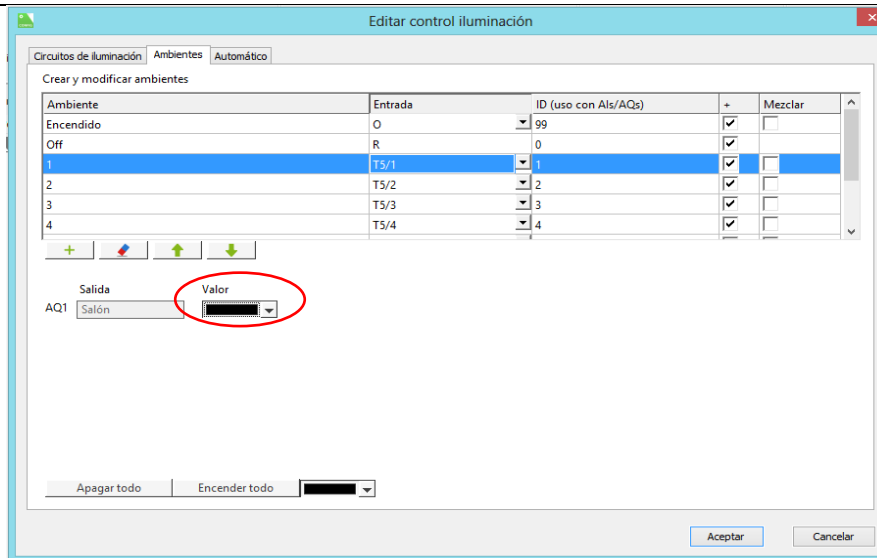 Editar control iluminación
Circuitos de iluminación Ambientes Automático
Crear y modificar ambientes
Ambiente Entrada ID (uso con AIs/AQs) + Mezclar
Encendido O 99
Off R 0
1 T5/1 1
2 T5/2 2
3 T5/3 3
4 T5/4 4
Salida Valor
AQ1 Salón
Apagar todo Encender todo
Aceptar Cancelar